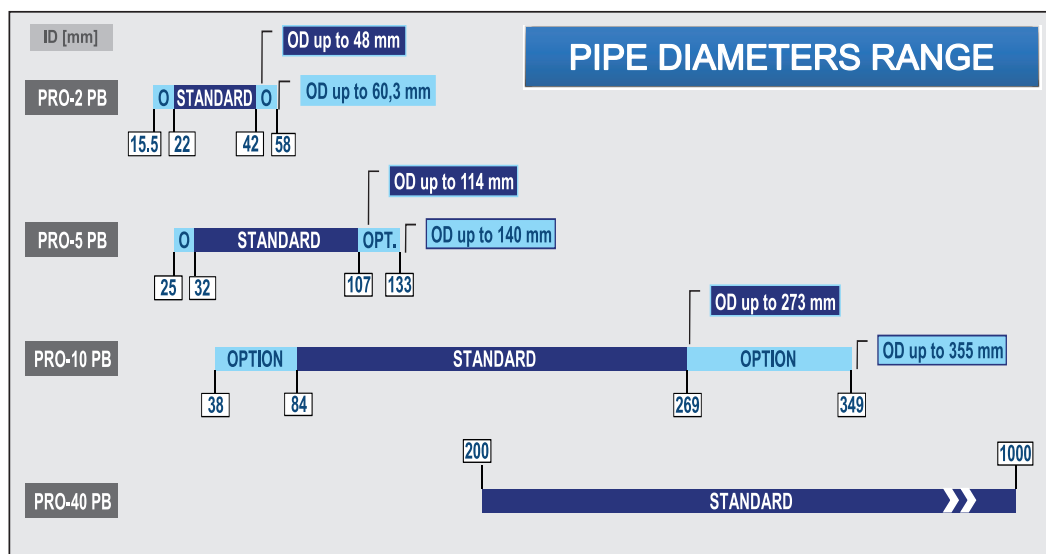 ID [mm]
PIPE DIAMETERS RANGE
OD up to 48 mm
PRO-2 PB
O
STANDARD
O
OD up to 60,3 mm
15.5
22
42
58
OD up to 114 mm
PRO-5 PB
O
STANDARD
OPT.
OD up to 140 mm
25
32
107
133
OD up to 273 mm
PRO-10 PB
OPTION
STANDARD
OPTION
OD up to 355 mm
38
84
269
349
200
1000
PRO-40 PB
STANDARD